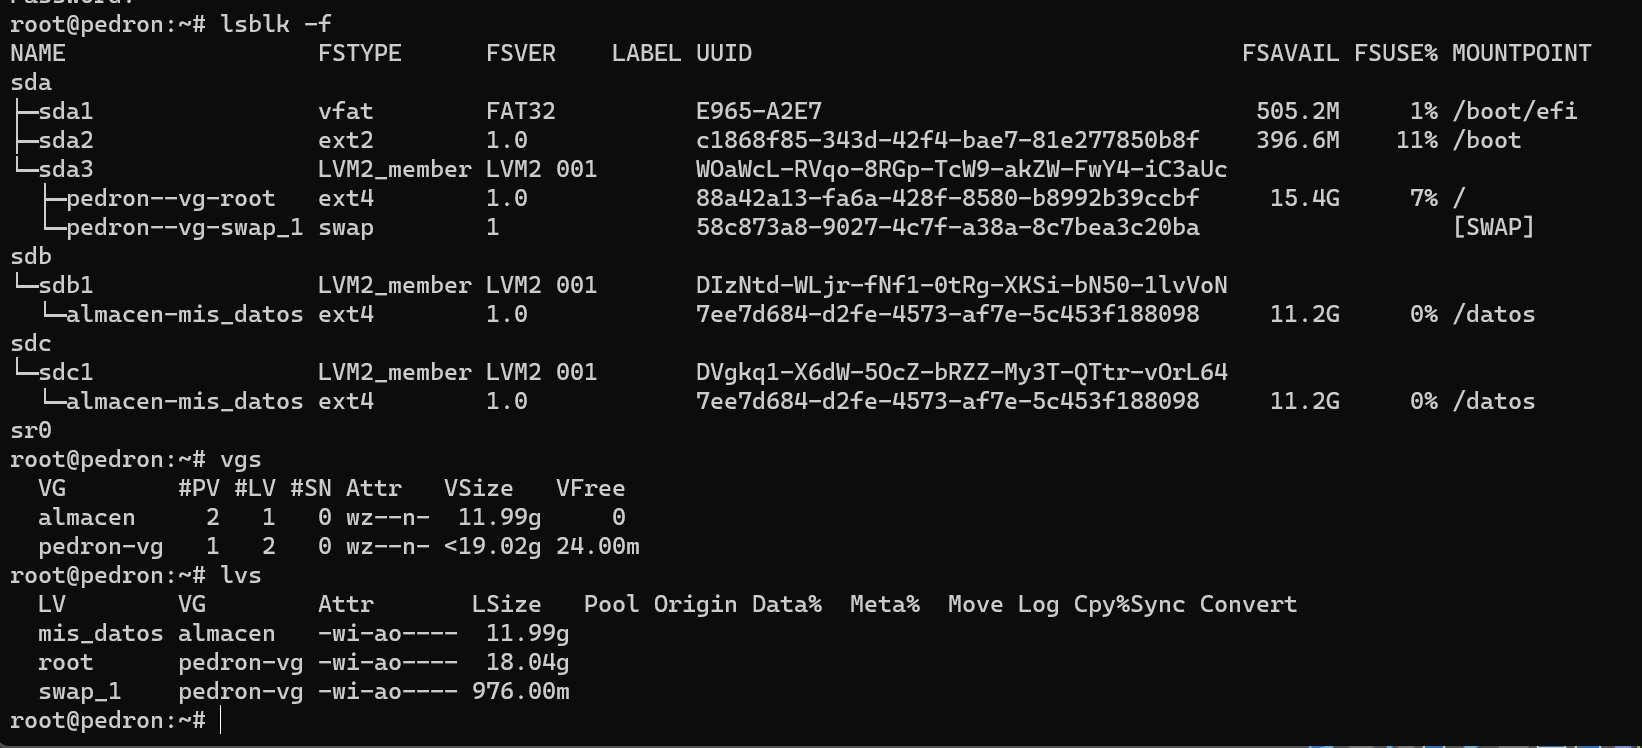 root@pedron:~# lsblk -f
NAME                  FSTYPE      FSVER    LABEL UUID                                   FSAVAIL FSUSE% MOUNTPOINT
sda
├─sda1                vfat        FAT32          E965-A2E7                               505.2M     1% /boot/efi
├─sda2                ext2        1.0            c1868f85-343d-42f4-bae7-81e277850b8f    396.6M    11% /boot
└─sda3                LVM2_member LVM2 001       WOaWcL-RVqo-8RGp-TcW9-akZW-FwY4-iC3aUc
  ├─pedron--vg-root   ext4        1.0            88a42a13-fa6a-428f-8580-b8992b39ccbf     15.4G     7% /
  └─pedron--vg-swap_1 swap        1              58c873a8-9027-4c7f-a38a-8c7bea3c20ba                  [SWAP]
sdb
└─sdb1                LVM2_member LVM2 001       DIzNtd-WLjr-fNf1-0tRg-XKSi-bN50-1lvVoN
  └─almacen-mis_datos ext4        1.0            7ee7d684-d2fe-4573-af7e-5c453f188098     11.2G     0% /datos
sdc
└─sdc1                LVM2_member LVM2 001       DVgkq1-X6dW-5OcZ-bRZZ-My3T-QTtr-vOrL64
  └─almacen-mis_datos ext4        1.0            7ee7d684-d2fe-4573-af7e-5c453f188098     11.2G     0% /datos
sr0
root@pedron:~# vgs
  VG        #PV #LV #SN Attr   VSize   VFree
  almacen     2   1   0 wz--n-  11.99g     0
  pedron-vg   1   2   0 wz--n- <19.02g 24.00m
root@pedron:~# lvs
  LV        VG        Attr       LSize   Pool Origin Data%  Meta%  Move Log Cpy%Sync Convert
  mis_datos almacen   -wi-ao----  11.99g
  root      pedron-vg -wi-ao----  18.04g
  swap_1    pedron-vg -wi-ao---- 976.00m
root@pedron:~#